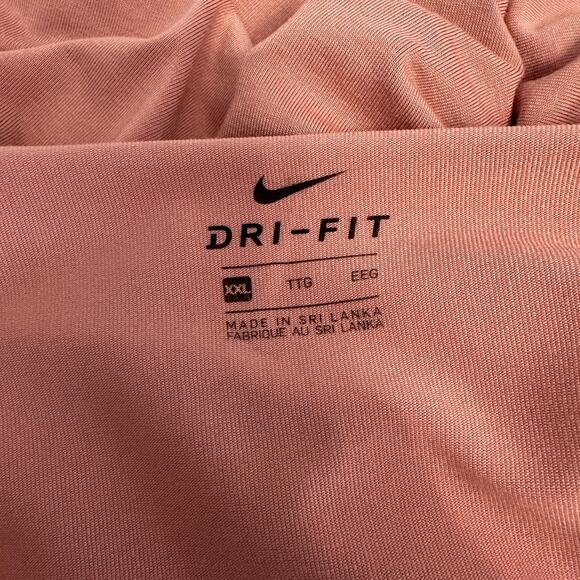 DRI-FIT
XXL TTG EEG
MADE IN SRI LANKA
FABRIQUE AU SRI LANKA